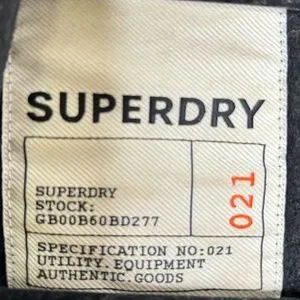 SUPERDRY
SUPERDRY
STOCK:
GB00B60BD277
021
SPECIFICATION NO:021
UTILITY.EQUIPMENT
AUTHENTIC.GOODS